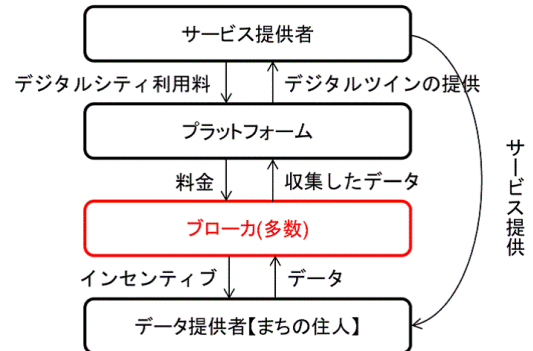 サービス提供者
デジタルシティ利用料
デジタルツインの提供
プラットフォーム
料金
収集したデータ
サービス提供
ブローカ(多数)
インセンティブ
データ
データ提供者【まちの住人】